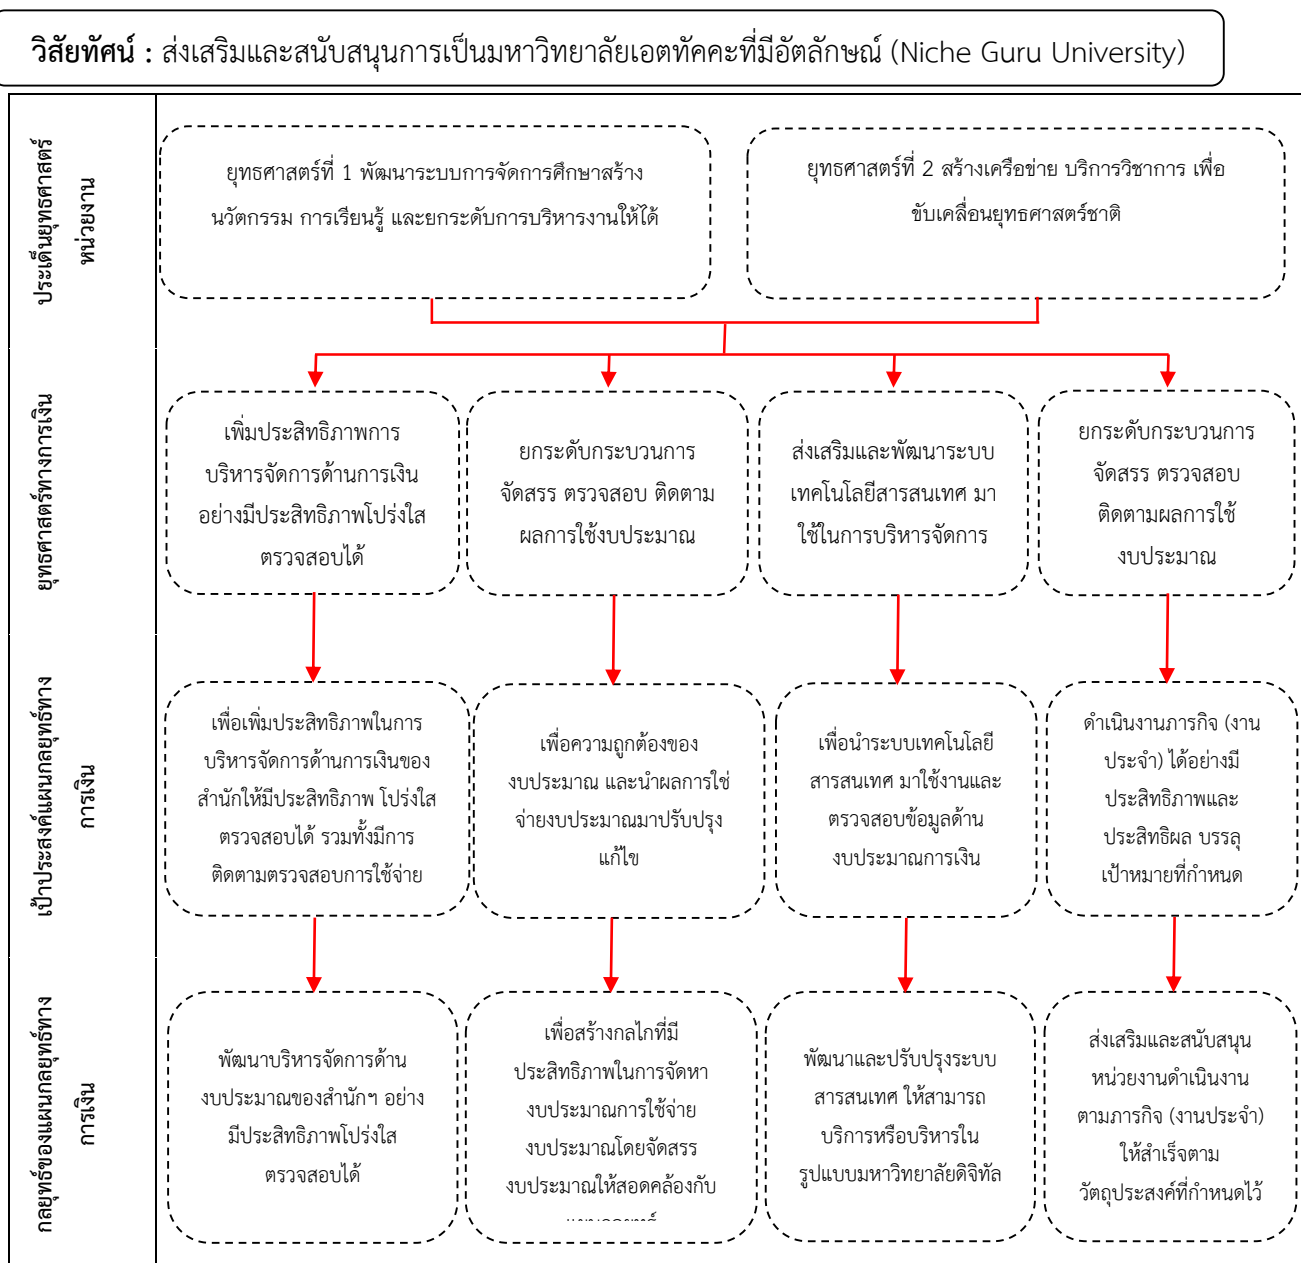 วิสัยทัศน์ : ส่งเสริมและสนับสนุนการเป็นมหาวิทยาลัยเอตทัคคะที่มีอัตลักษณ์ (Niche Guru University)
ประเด็นยุทธศาสตร์
หน่วยงาน
ยุทธศาสตร์ที่ 1 พัฒนาระบบการจัดการศึกษาสร้าง
นวัตกรรม การเรียนรู้ และยกระดับการบริหารงานให้ได้
ยุทธศาสตร์ที่ 2 สร้างเครือข่าย บริการวิชาการ เพื่อ
ขับเคลื่อนยุทธศาสตร์ชาติ
ยุทธศาสตร์ทางการเงิน
เพิ่มประสิทธิภาพการ
บริหารจัดการด้านการเงิน
อย่างมีประสิทธิภาพโปร่งใส
ตรวจสอบได้
ยกระดับกระบวนการ
จัดสรร ตรวจสอบ ติดตาม
ผลการใช้งบประมาณ
ส่งเสริมและพัฒนาระบบ
เทคโนโลยีสารสนเทศ มา
ใช้ในการบริหารจัดการ
ยกระดับกระบวนการ
จัดสรร ตรวจสอบ
ติดตามผลการใช้
งบประมาณ
เป้าประสงค์แผนกลยุทธ์ทาง
การเงิน
เพื่อเพิ่มประสิทธิภาพในการ
บริหารจัดการด้านการเงินของ
สำนักให้มีประสิทธิภาพ โปร่งใส
ตรวจสอบได้ รวมทั้งมีการ
ติดตามตรวจสอบการใช้จ่าย
เพื่อความถูกต้องของ
งบประมาณ และนำผลการใช่
จ่ายงบประมาณมาปรับปรุง
แก้ไข
เพื่อนำระบบเทคโนโลยี
สารสนเทศ มาใช้งานและ
ตรวจสอบข้อมูลด้าน
งบประมาณการเงิน
ดำเนินงานภารกิจ (งาน
ประจำ) ได้อย่างมี
ประสิทธิภาพและ
ประสิทธิผล บรรลุ
เป้าหมายที่กำหนด
กลยุทธ์ของแผนกลยุทธ์ทาง
การเงิน
พัฒนาบริหารจัดการด้าน
งบประมาณของสำนักฯ อย่าง
มีประสิทธิภาพโปร่งใส
ตรวจสอบได้
เพื่อสร้างกลไกที่มี
ประสิทธิภาพในการจัดหา
งบประมาณการใช้จ่าย
งบประมาณโดยจัดสรร
งบประมาณให้สอดคล้องกับ
พัฒนาและปรับปรุงระบบ
สารสนเทศ ให้สามารถ
บริการหรือบริหารใน
รูปแบบมหาวิทยาลัยดิจิทัล
ส่งเสริมและสนับสนุน
หน่วยงานดำเนินงาน
ตามภารกิจ (งานประจำ)
ให้สำเร็จตาม
วัตถุประสงค์ที่กำหนดไว้